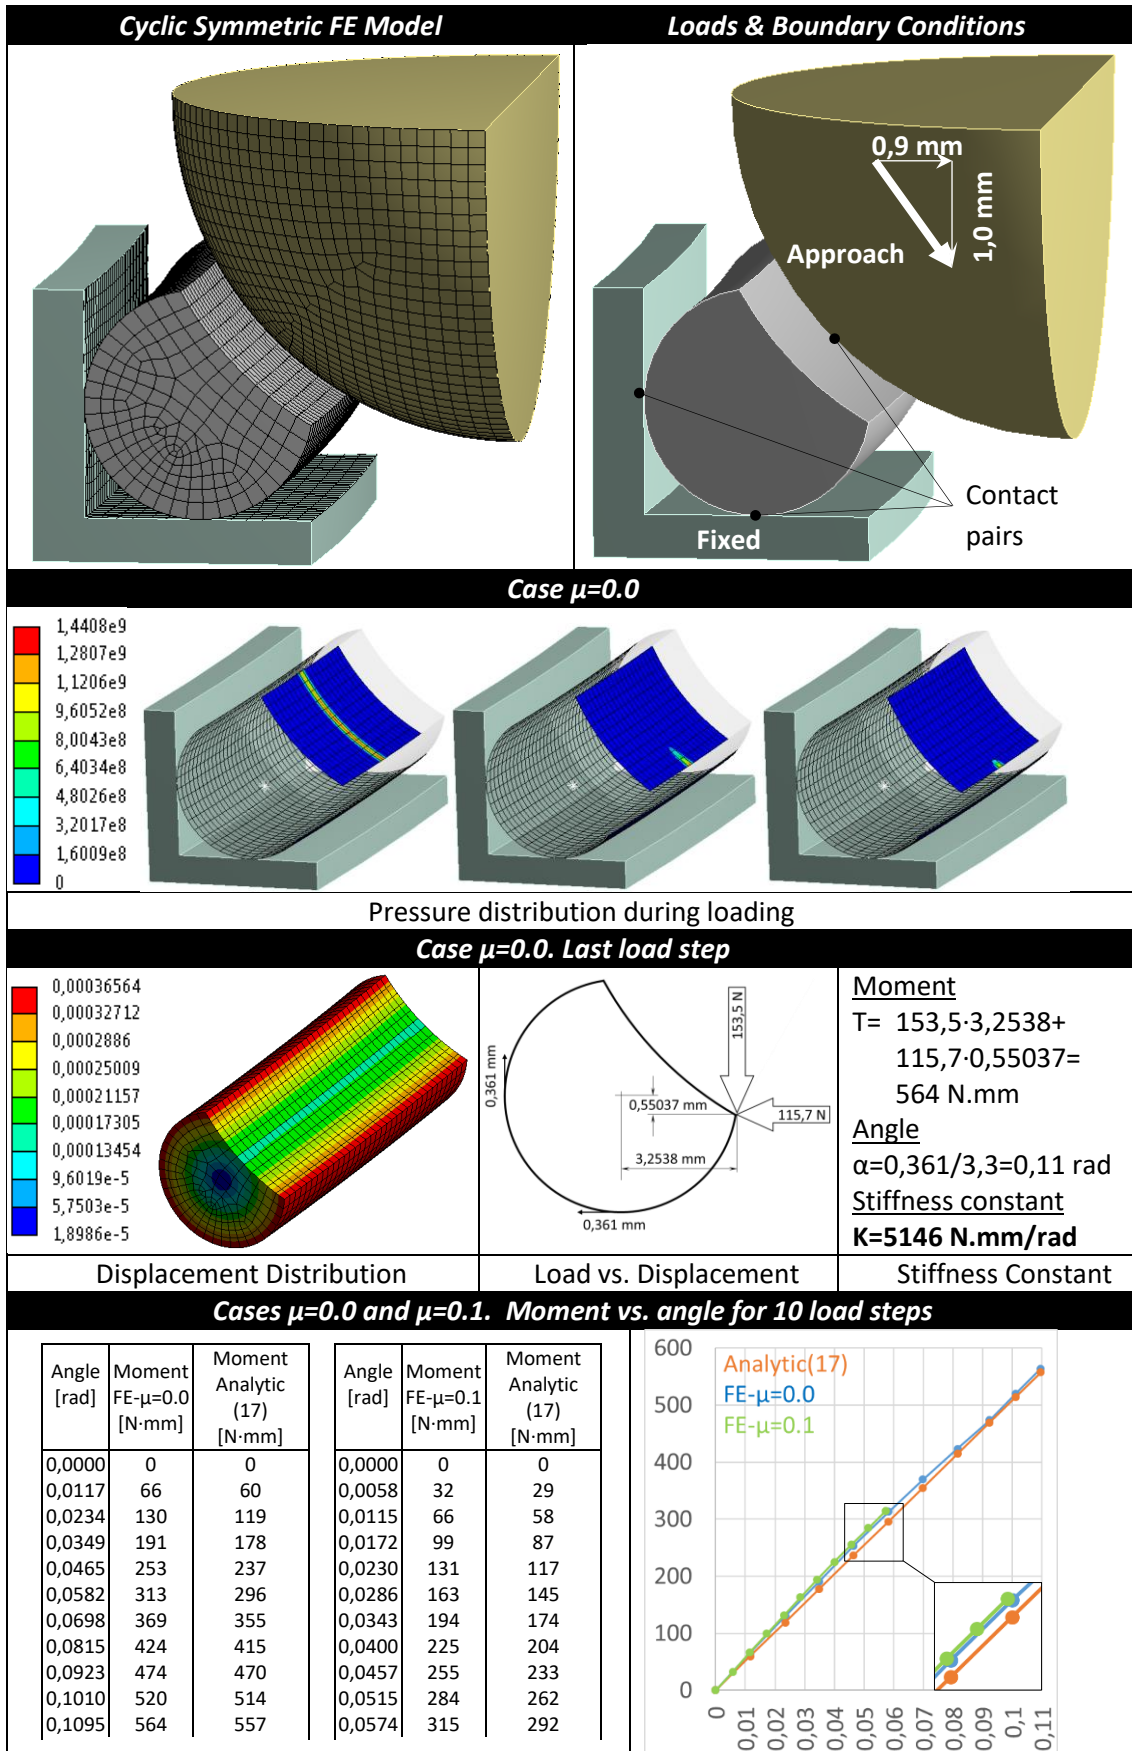 Cyclic Symmetric FE Model
Loads & Boundary Conditions
0,9 mm
1,0 mm
Approach
Contact
pairs
Fixed
Case μ=0.0
1,4408e9
1,2807e9
1,1206e9
9,6052e8
8,0043e8
6,4034e8
4,8026e8
3,2017e8
1,6009e8
0
Pressure distribution during loading
Case μ=0.0. Last load step
0,00036564
0,00032712
0,0002886
0,00025009
0,00021157
0,00017305
0,00013454
9,6019e-5
5,7503e-5
1,8986e-5
0,361 mm
153,5 N
0,55037 mm
115,7 N
3,2538 mm
0,361 mm
Moment
T= 153,5·3,2538+
115,7·0,55037=
564 N.mm
Angle
α=0,361/3,3=0,11 rad
Stiffness constant
K=5146 N.mm/rad
Displacement Distribution
Load vs. Displacement
Stiffness Constant
Cases μ=0.0 and μ=0.1. Moment vs. angle for 10 load steps
Angle [rad] Moment FE-μ=0.0 [N·mm] Moment Analytic (17) [N·mm]
0,0000 0 0
0,0117 66 60
0,0234 130 119
0,0349 191 178
0,0465 253 237
0,0582 313 296
0,0698 369 355
0,0815 424 415
0,0923 474 470
0,1010 520 514
0,1095 564 557
Angle [rad] Moment FE-μ=0.1 [N·mm] Moment Analytic (17) [N·mm]
0,0000 0 0
0,0058 32 29
0,0115 66 58
0,0172 99 87
0,0230 131 117
0,0286 163 145
0,0343 194 174
0,0400 225 204
0,0457 255 233
0,0515 284 262
0,0574 315 292
Analytic(17)
FE-μ=0.0
FE-μ=0.1
600
500
400
300
200
100
0
0
0,01
0,02
0,03
0,04
0,05
0,06
0,07
0,08
0,09
0,1
0,11